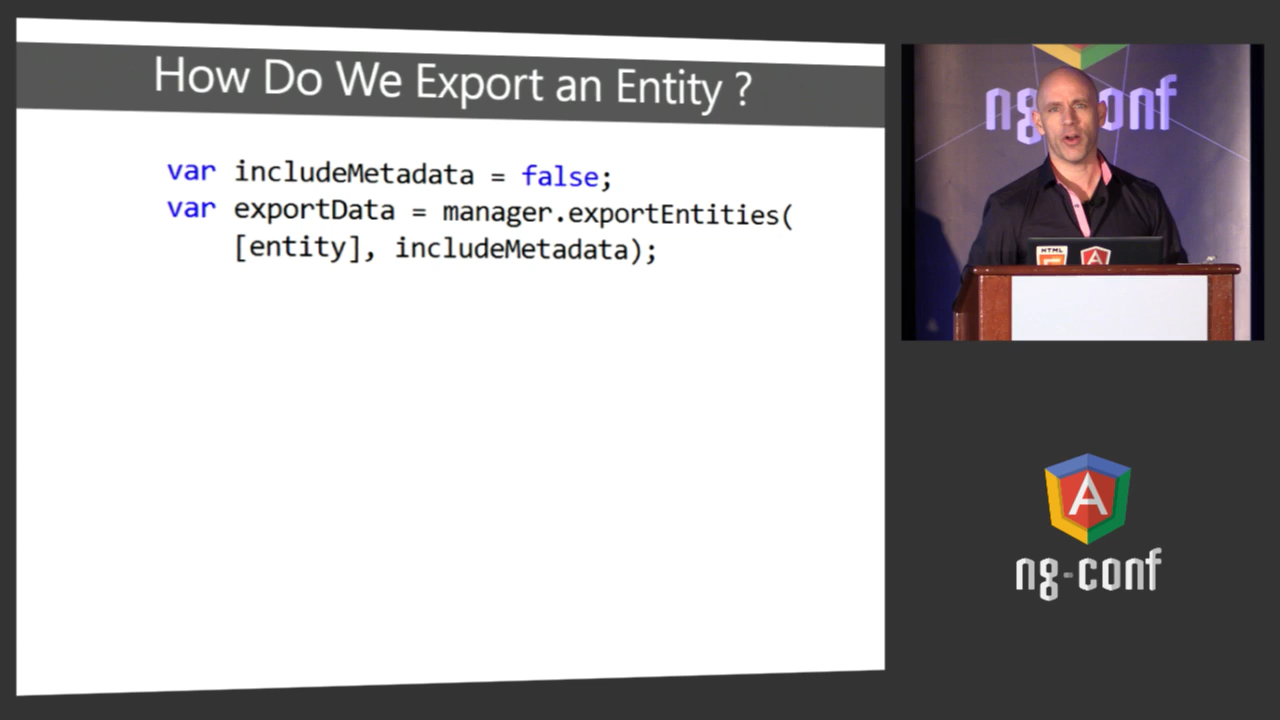 How Do We Export an Entity ?
var includeMetadata = false;
var exportData = manager.exportEntities(
[entity], includeMetadata);
ng-conf
HTML
A
A
ng-conf